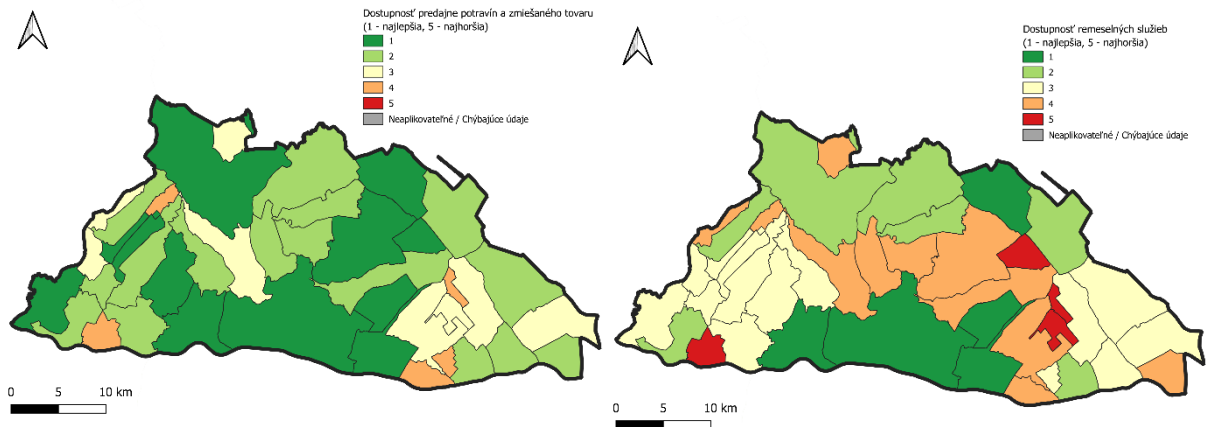 Dostupnosť predajne potravín a zmiešaného tovaru
(1 - najlepšia, 5 - najhoršia)
1
2
3
4
5
Neaplikovateľné / Chýbajúce údaje
0 5 10 km
Dostupnosť remeselných služieb
(1 - najlepšia, 5 - najhoršia)
1
2
3
4
5
Neaplikovateľné / Chýbajúce údaje
0 5 10 km